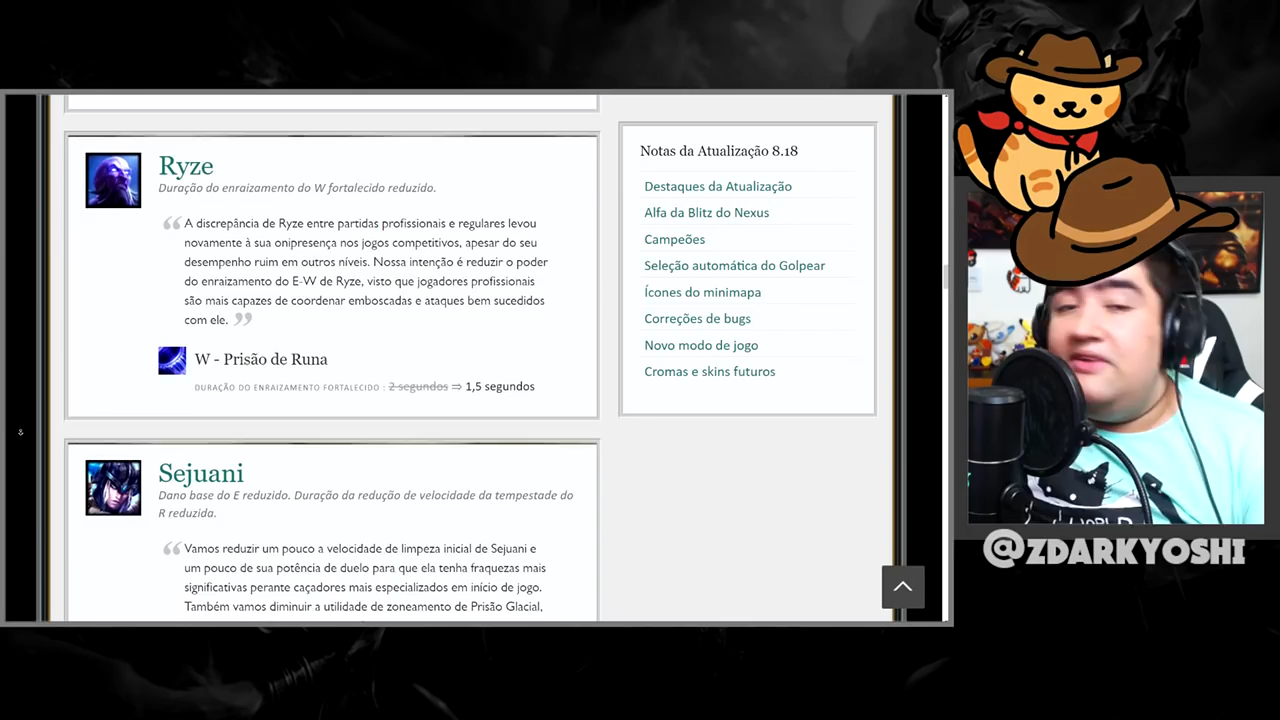 Ryze
Duração do enraizamento do W fortalecido reduzido.
“ A discrepância de Ryze entre partidas profissionais e regulares levou
novamente à sua onipresença nos jogos competitivos, apesar do seu
desempenho ruim em outros níveis. Nossa intenção é reduzir o poder
do enraizamento do E-W de Ryze, visto que jogadores profissionais
são mais capazes de coordenar emboscadas e ataques bem sucedidos
com ele. ”
W - Prisão de Runa
DURAÇÃO DO ENRAIZAMENTO FORTALECIDO : 2 segundos ⇒ 1,5 segundos
Sejuani
Dano base do E reduzido. Duração da redução de velocidade da tempestade do
R reduzida.
“ Vamos reduzir um pouco a velocidade de limpeza inicial de Sejuani e
um pouco de sua potência de duelo para que ela tenha fraquezas mais
significativas perante caçadores mais especializados em início de jogo.
Também vamos diminuir a utilidade de zoneamento de Prisão Glacial,
Notas da Atualização 8.18
Destaques da Atualização
Alfa da Blitz do Nexus
Campeões
Seleção automática do Golpear
Ícones do minimapa
Correções de bugs
Novo modo de jogo
Cromas e skins futuros
@ZDARKYOSHI